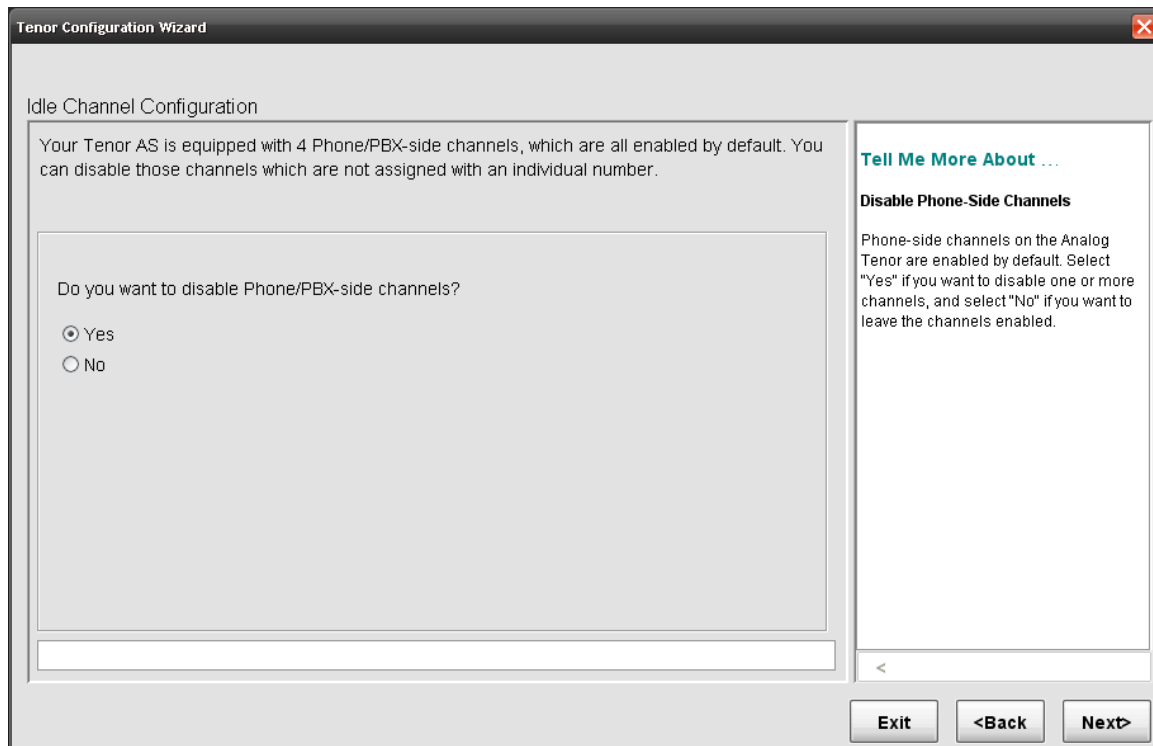 Tenor Configuration Wizard
Idle Channel Configuration
Your Tenor AS is equipped with 4 Phone/PBX-side channels, which are all enabled by default. You
can disable those channels which are not assigned with an individual number.
Do you want to disable Phone/PBX-side channels?
Yes
No
Tell Me More About ...
Disable Phone-Side Channels
Phone-side channels on the Analog
Tenor are enabled by default. Select
"Yes" if you want to disable one or more
channels, and select "No" if you want to
leave the channels enabled.
<
Exit
<Back
Next>